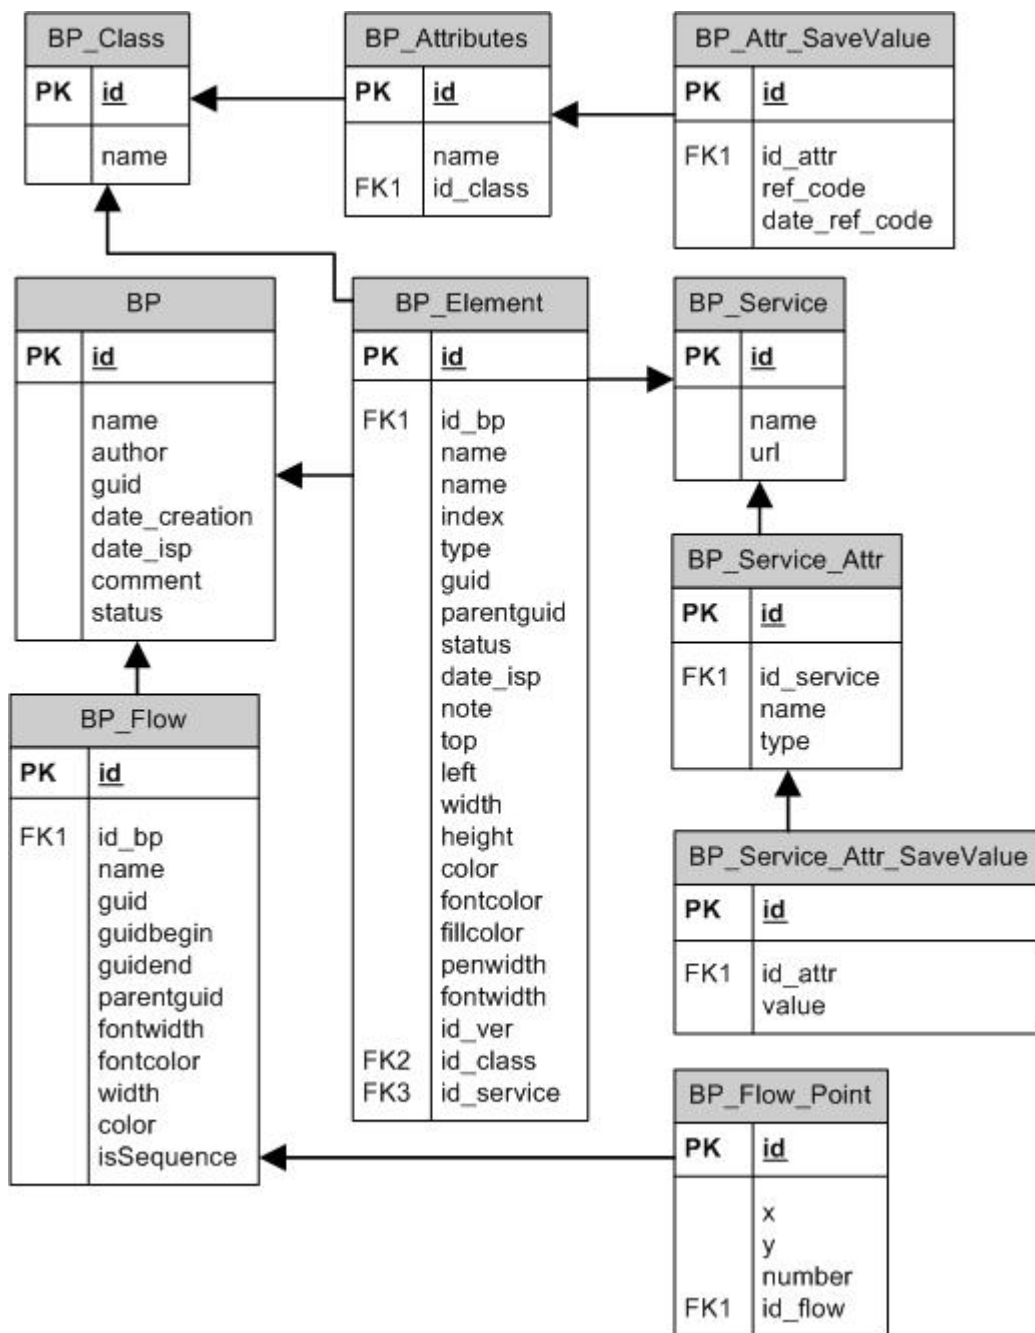 BP_Class
PK id
name
BP_Attributes
PK id
name
FK1 id_class
BP_Attr_SaveValue
PK id
FK1 id_attr
ref_code
date_ref_code
BP
PK id
name
author
guid
date_creation
date_isp
comment
status
BP_Element
PK id
FK1 id_bp
name
name
index
type
guid
parentguid
status
date_isp
note
top
left
width
height
color
fontcolor
fillcolor
penwidth
fontwidth
id_ver
FK2 id_class
FK3 id_service
BP_Service
PK id
name
url
BP_Service_Attr
PK id
FK1 id_service
name
type
BP_Flow
PK id
FK1 id_bp
name
guid
guidbegin
guidend
parentguid
fontwidth
fontcolor
width
color
isSequence
BP_Service_Attr_SaveValue
PK id
FK1 id_attr
value
BP_Flow_Point
PK id
x
y
number
FK1 id_flow